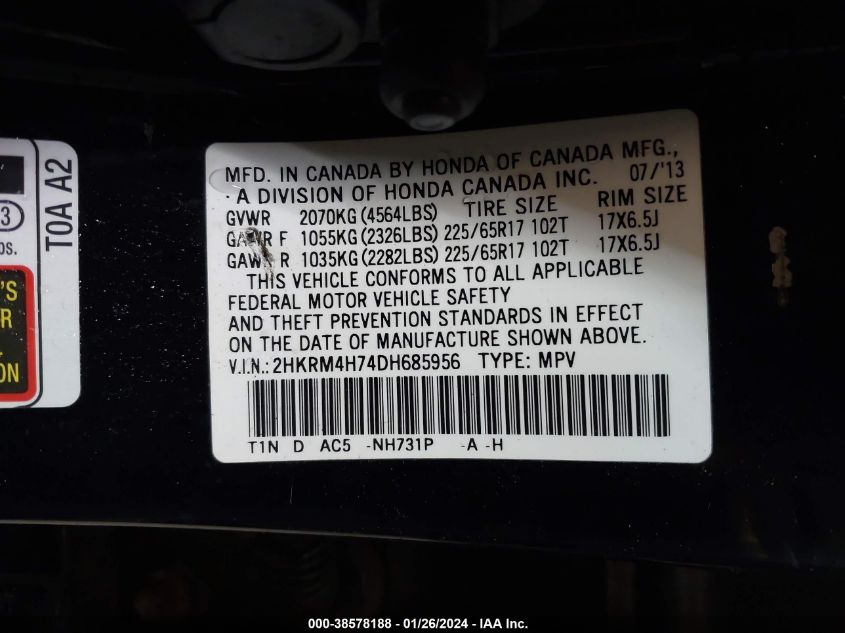 MFD. IN CANADA BY HONDA OF CANADA MFG.,
A DIVISION OF HONDA CANADA INC. 07/'13
GVWR 2070KG (4564LBS) TIRE SIZE RIM SIZE
GAWR F 1055KG (2326LBS) 225/65R17 102T 17X6.5J
GAWR R 1035KG (2282LBS) 225/65R17 102T 17X6.5J
THIS VEHICLE CONFORMS TO ALL APPLICABLE
FEDERAL MOTOR VEHICLE SAFETY
AND THEFT PREVENTION STANDARDS IN EFFECT
ON THE DATE OF MANUFACTURE SHOWN ABOVE.
V.I.N.: 2HKRM4H74DH685956 TYPE: MPV
T1N D AC5 -NH731P -A -H
T0A A2
3
os.
'S
R
ON
000-38578188 - 01/26/2024 - IAA Inc.